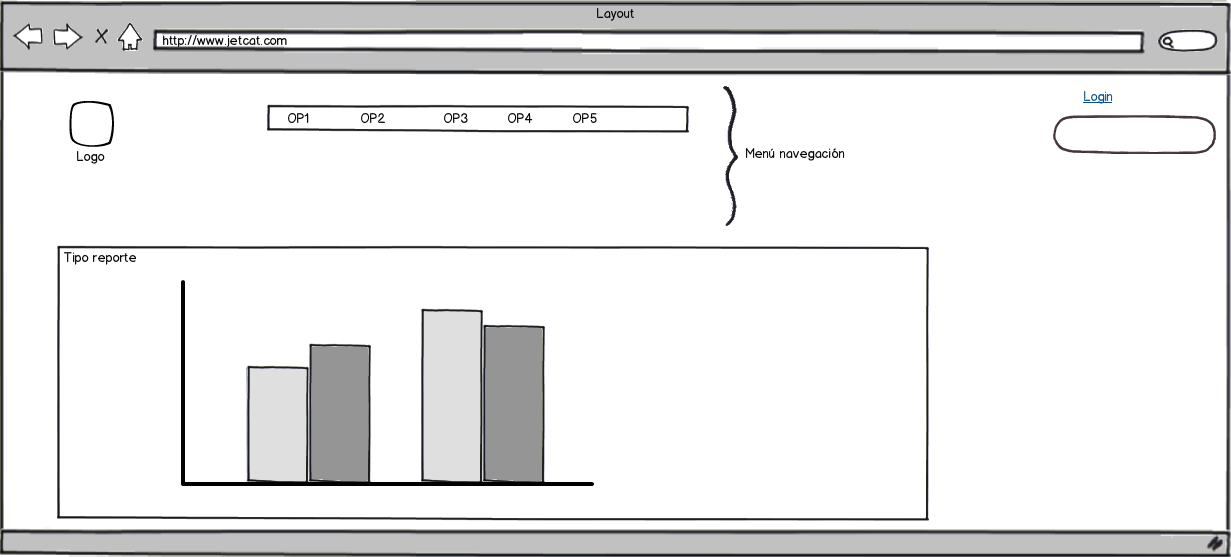 Layout
http://www.jetcat.com
Login
OP1 OP2 OP3 OP4 OP5
Menú navegación
Logo
Tipo reporte